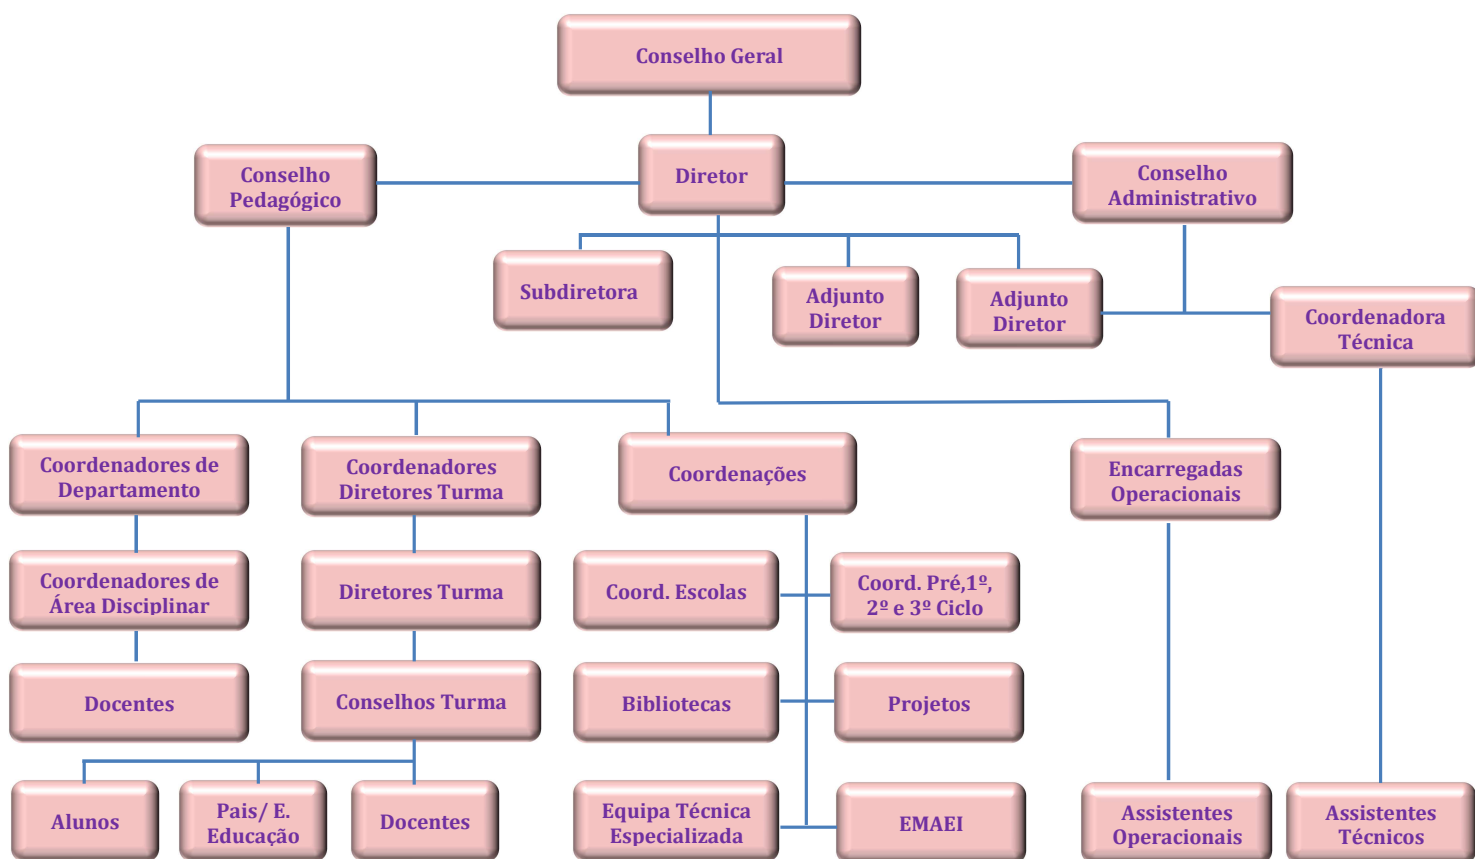 Conselho Geral
Conselho
Pedagógico
Diretor
Conselho
Administrativo
Subdiretora
Adjunto
Diretor
Adjunto
Diretor
Coordenadora
Técnica
Coordenadores de
Departamento
Coordenadores
Diretores Turma
Coordenações
Encarregadas
Operacionais
Coordenadores de
Área Disciplinar
Diretores Turma
Coord. Escolas
Coord. Pré,1º,
2º e 3º Ciclo
Docentes
Conselhos Turma
Bibliotecas
Projetos
Alunos
Pais/ E.
Educação
Docentes
Equipa Técnica
Especializada
EMAEI
Assistentes
Operacionais
Assistentes
Técnicos